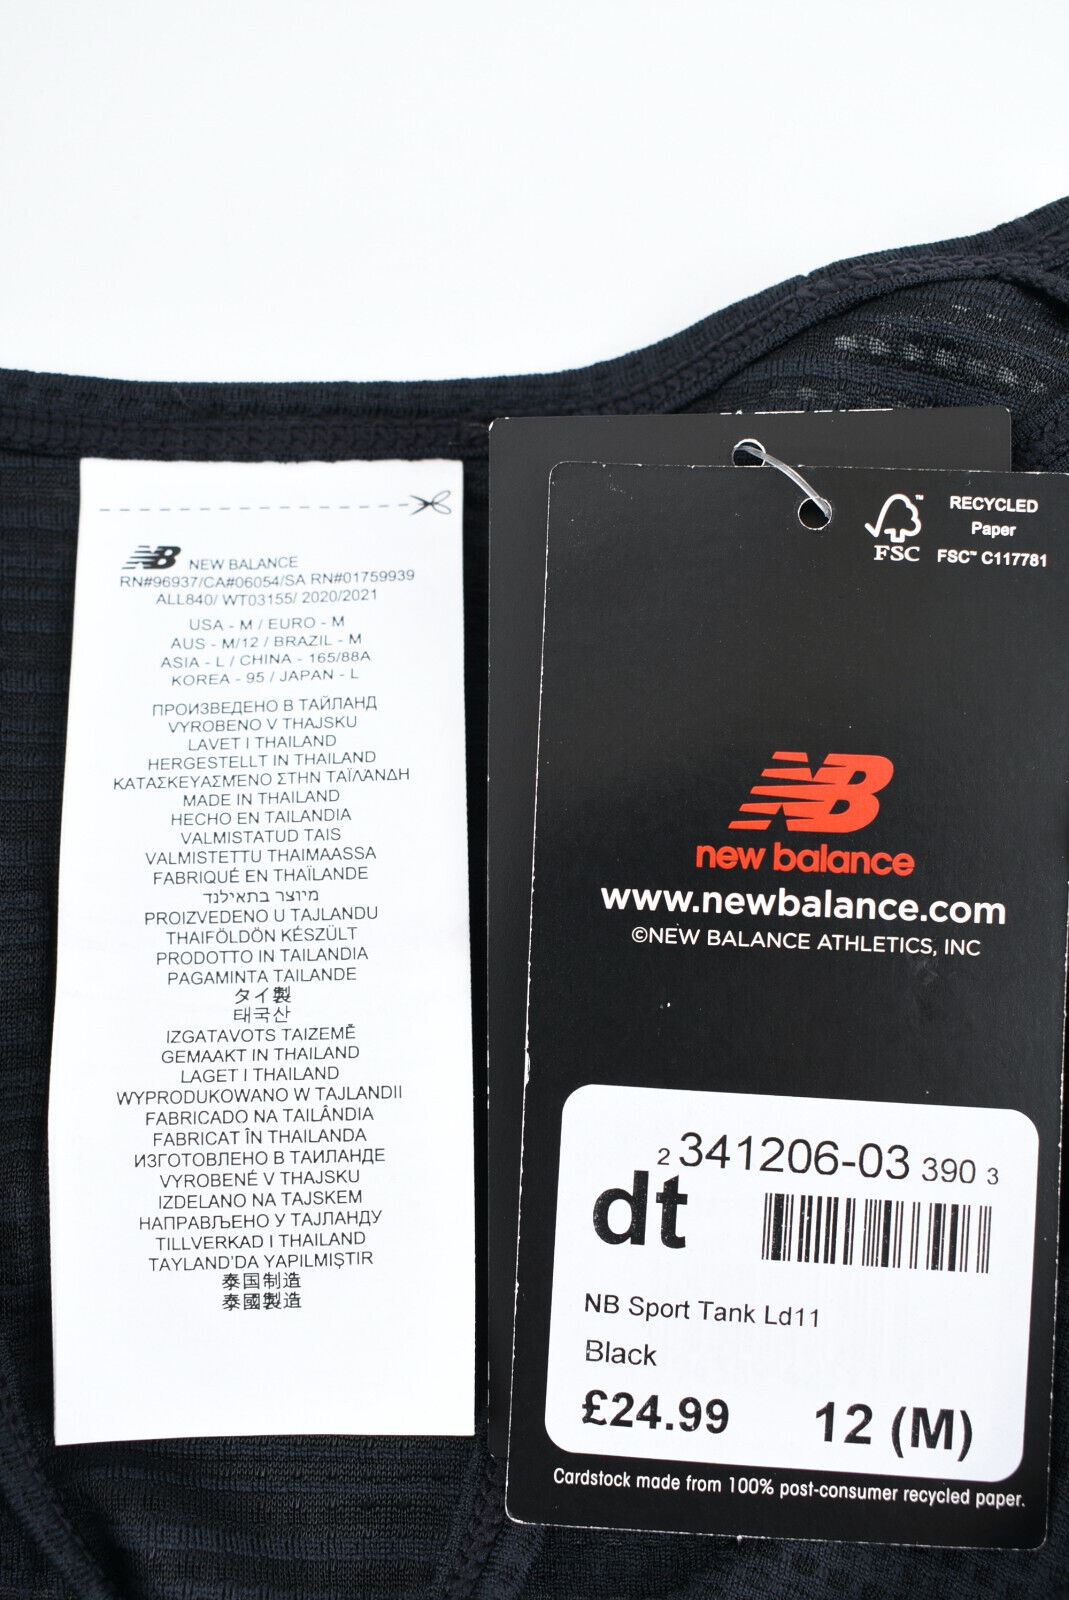 NB NEW BALANCE
RN#96937/CA#06054/SA RN#01759939
ALL840/ WT03155/ 2020/2021
USA - M / EURO - M
AUS - M/12 / BRAZIL - M
ASIA - L / CHINA - 165/88A
KOREA - 95 / JAPAN - L
ПРОИЗВЕДЕНО В ТАЙЛАНД
VYROBENO V THAJSKU
LAVET I THAILAND
HERGESTELLT IN THAILAND
ΚΑΤΑΣΚΕΥΑΣΜΕΝΟ ΣΤΗΝ ΤΑΪΛΑΝΔΗ
MADE IN THAILAND
HECHO EN TAILANDIA
VALMISTATUD TAIS
VALMISTETTU THAIMAASSA
FABRIQUÉ EN THAÏLANDE
מיוצר בתאילנד
PROIZVEDENO U TAJLANDU
THAIFÖLDÖN KÉSZÜLT
PRODOTTO IN TAILANDIA
PAGAMINTA TAILANDE
タイ製
태국산
IZGATAVOTS TAIZEMĒ
GEMAAKT IN THAILAND
LAGET I THAILAND
WYPRODUKOWANO W TAJLANDII
FABRICADO NA TAILÂNDIA
FABRICAT ÎN THAILANDA
ИЗГОТОВЛЕНО В ТАИЛАНДЕ
VYROBENÉ V THAJSKU
IZDELANO NA TAJSKEM
НАПРАВЉЕНО У ТАЈЛАНДУ
TILLVERKAD I THAILAND
TAYLAND'DA YAPILMIŞTIR
泰国制造
泰國製造
FSC™
RECYCLED
Paper
FSC™ C117781
NB
new balance
www.newbalance.com
©NEW BALANCE ATHLETICS, INC
2 341206-03 390 3
dt
NB Sport Tank Ld11
Black
£24.99 12 (M)
Cardstock made from 100% post-consumer recycled paper.